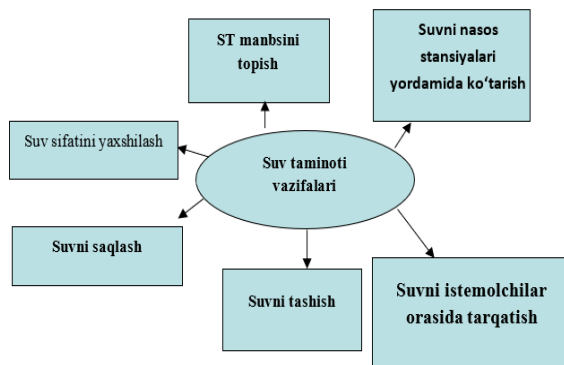 ST manbsini
topish
Suvni nasos
stansiyalari
yordamida ko‘tarish
Suv sifatini yaxshilash
Suv taminoti
vazifalari
Suvni saqlash
Suvni tashish
Suvni istemolchilar
orasida tarqatish